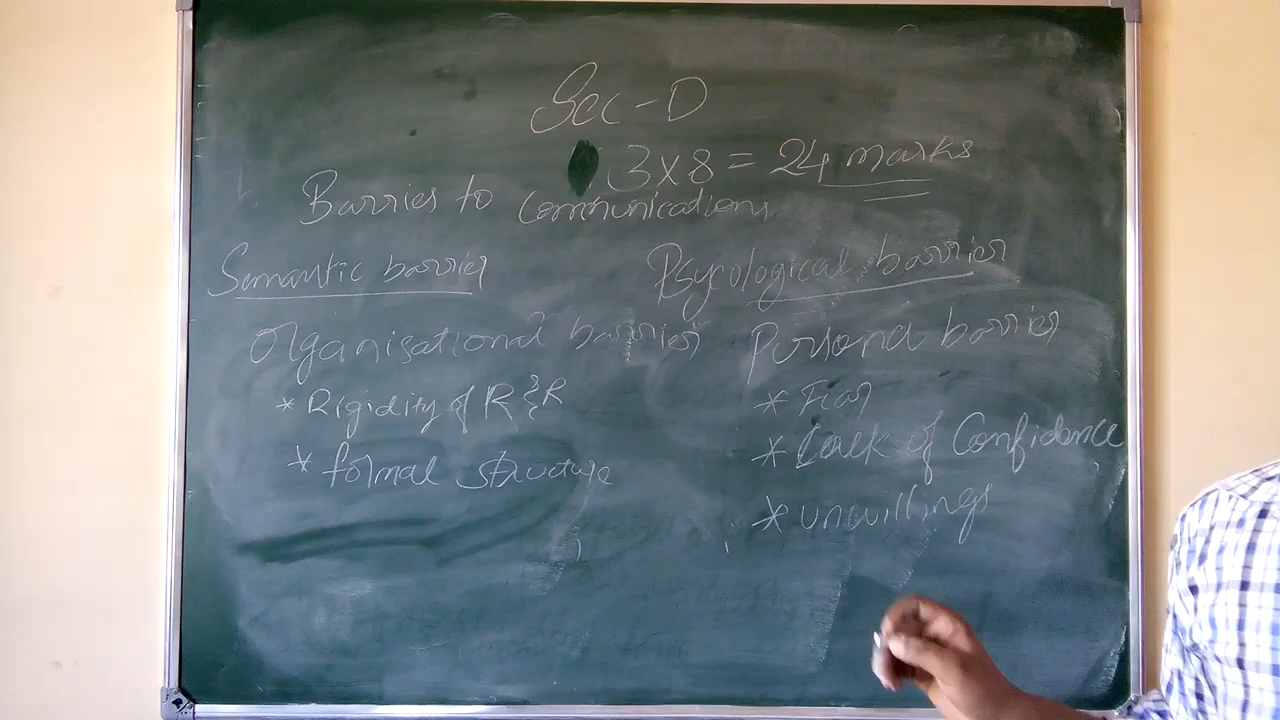 Sec - D
3 x 8 = 24 marks
Barries to Communications
Semantic barrier
Psycological barrier
Organisational barrier
* Rigidity of R & R
* formal structure
Personal barrier
* Fear
* Lack of Confidence
* unwillings